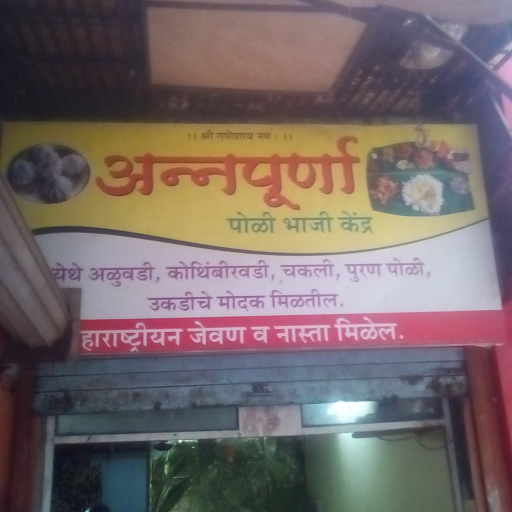 ।। श्री गणेशाय नमः ।।
अन्नपूर्णा
पोळी भाजी केंद्र
येथे अळुवडी, कोथिंबीरवडी, चकली, पुरण पोळी,
उकडीचे मोदक मिळतील.
हाराष्ट्रीयन जेवण व नास्ता मिळेल.